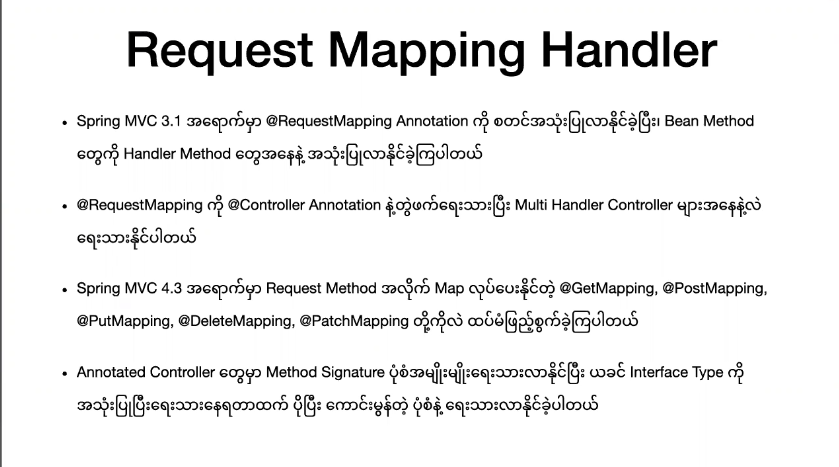 Request Mapping Handler
• Spring MVC 3.1 အရောက်မှာ @RequestMapping Annotation ကို စတင်အသုံးပြုလာနိုင်ခဲ့ပြီး၊ Bean Method
တွေကို Handler Method တွေအနေနဲ့ အသုံးပြုလာနိုင်ခဲ့ကြပါတယ်
• @RequestMapping ကို @Controller Annotation နဲ့တွဲဖက်ရေးသားပြီး Multi Handler Controller များအနေနဲ့လဲ
ရေးသားနိုင်ပါတယ်
• Spring MVC 4.3 အရောက်မှာ Request Method အလိုက် Map လုပ်ပေးနိုင်တဲ့ @GetMapping, @PostMapping,
@PutMapping, @DeleteMapping, @PatchMapping တို့ကိုလဲ ထပ်မံဖြည့်စွက်ခဲ့ကြပါတယ်
• Annotated Controller တွေမှာ Method Signature ပုံစံအမျိုးမျိုးရေးသားလာနိုင်ပြီး ယခင် Interface Type ကို
အသုံးပြုပြီးရေးသားနေရတာထက် ပိုပြီး ကောင်းမွန်တဲ့ ပုံစံနဲ့ ရေးသားလာနိုင်ခဲ့ပါတယ်